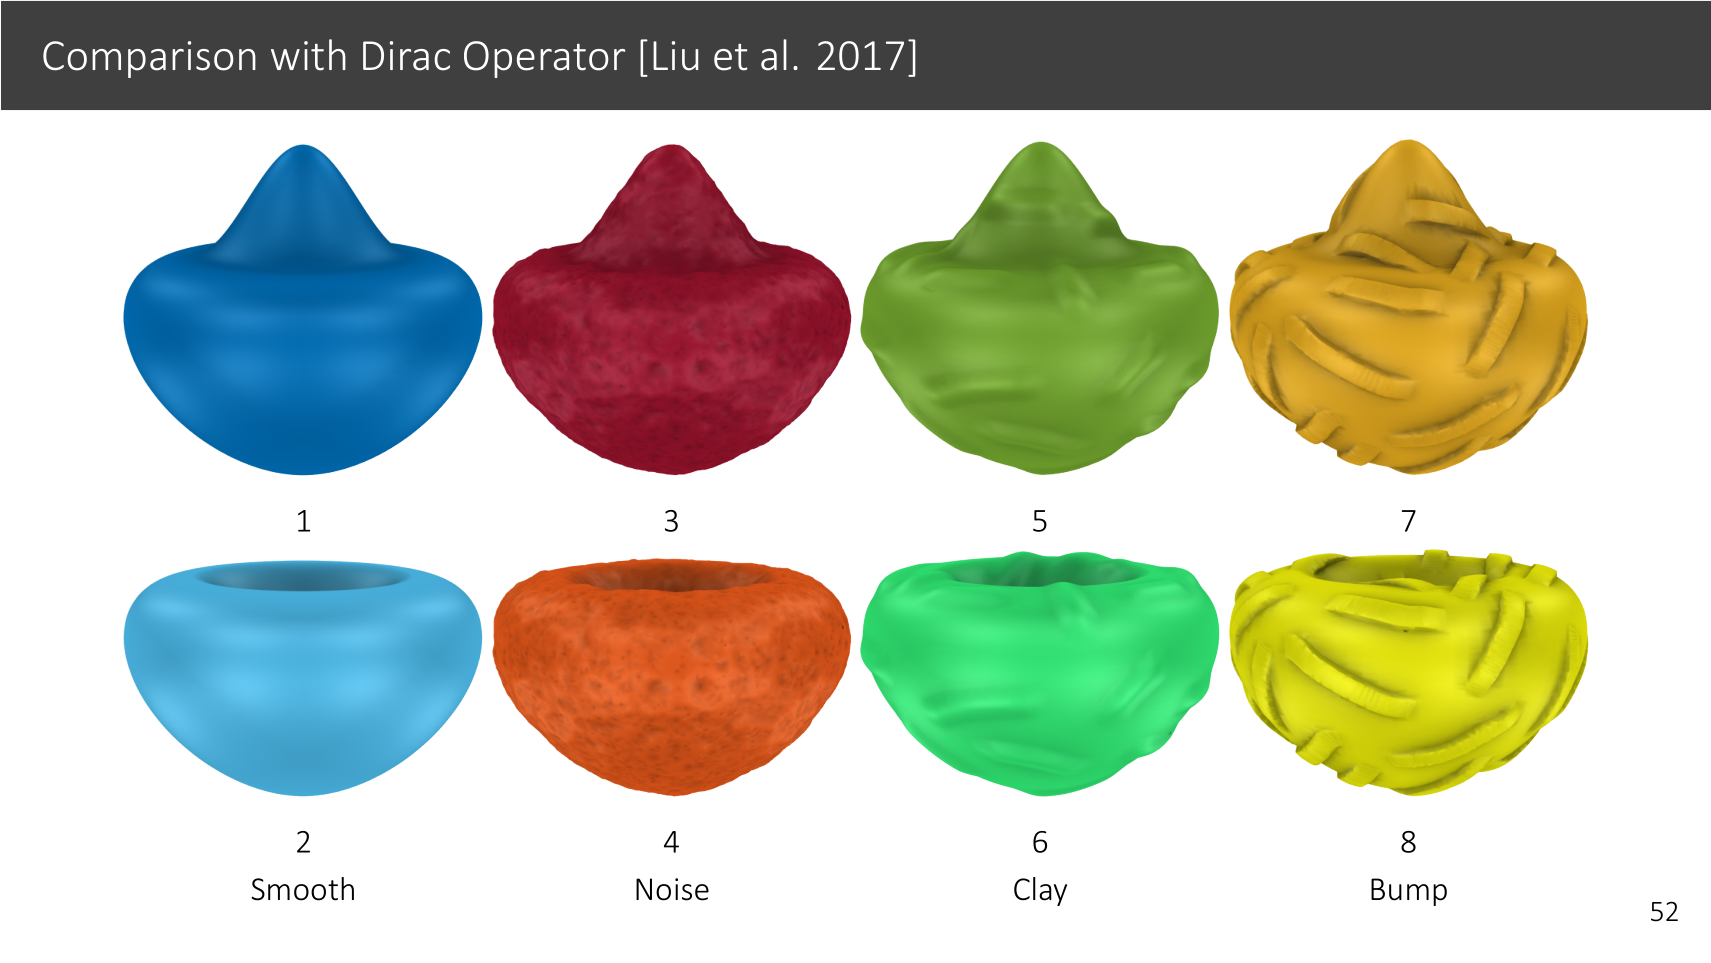 Comparison with Dirac Operator [Liu et al. 2017]
1 3 5 7
2 4 6 8
Smooth Noise Clay Bump
52